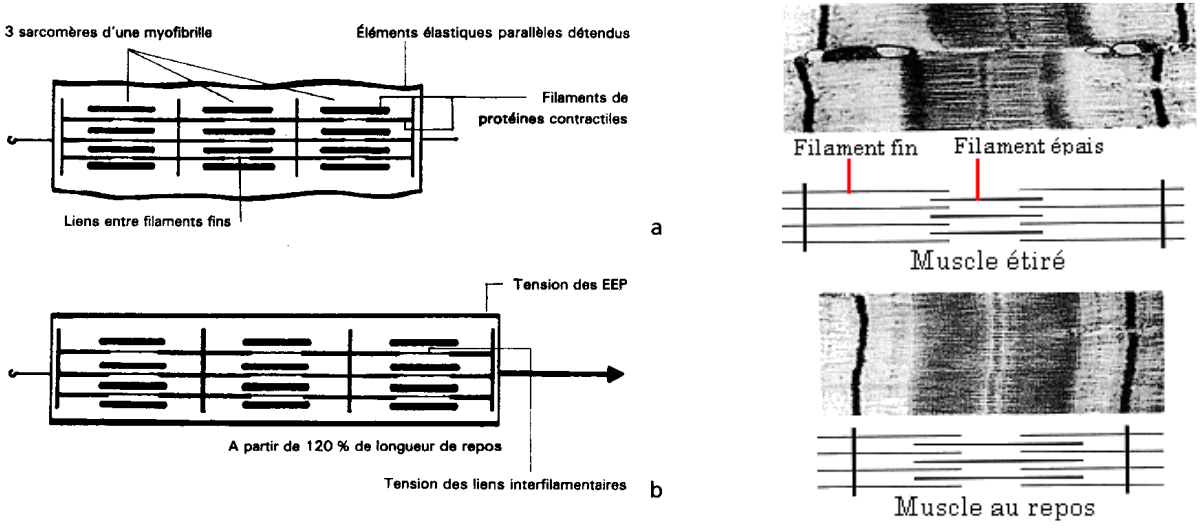 3 sarcomères d'une myofibrille
Éléments élastiques parallèles détendus
Filaments de
protéines contractiles
Liens entre filaments fins
a
Tension des EEP
A partir de 120 % de longueur de repos
Tension des liens interfilamentaires
b
Filament fin
Filament épais
Muscle étiré
Muscle au repos